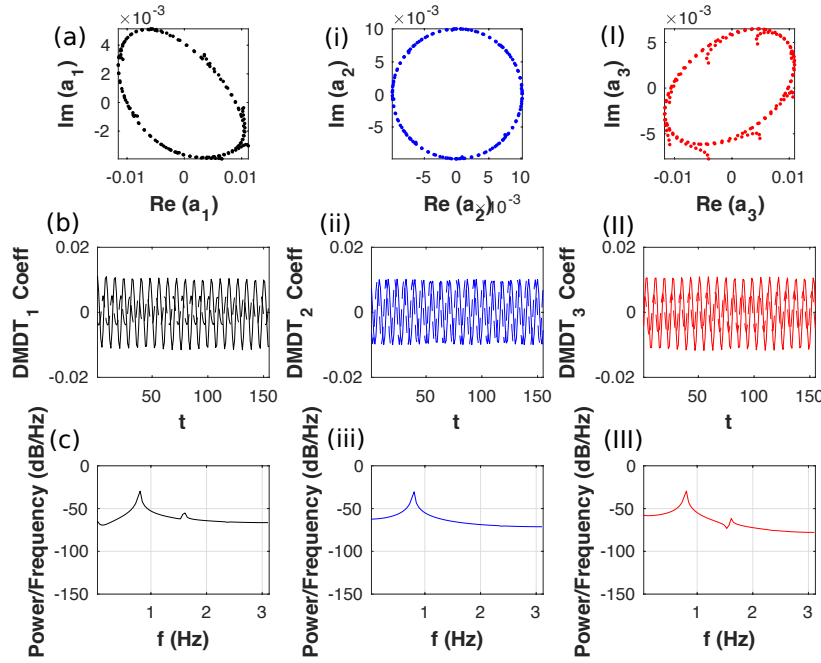 (a)
×10⁻³
Im (a₁)
4
2
0
-2
-0.01
0
0.01
Re (a₁)
(i)
×10⁻³
Im (a₂)
10
5
0
-5
-5
0
5
10
Re (a₂)
×10⁻³
(I)
×10⁻³
Im (a₃)
5
0
-5
-0.01
0
0.01
Re (a₃)
(b)
DMDT₁ Coeff
0.02
0
-0.02
50
100
150
t
(ii)
DMDT₂ Coeff
0.02
0
-0.02
50
100
150
t
(II)
DMDT₃ Coeff
0.02
0
-0.02
50
100
150
t
(c)
Power/Frequency (dB/Hz)
0
-50
-100
-150
1
2
3
f (Hz)
(iii)
Power/Frequency (dB/Hz)
0
-50
-100
-150
1
2
3
f (Hz)
(III)
Power/Frequency (dB/Hz)
0
-50
-100
-150
1
2
3
f (Hz)